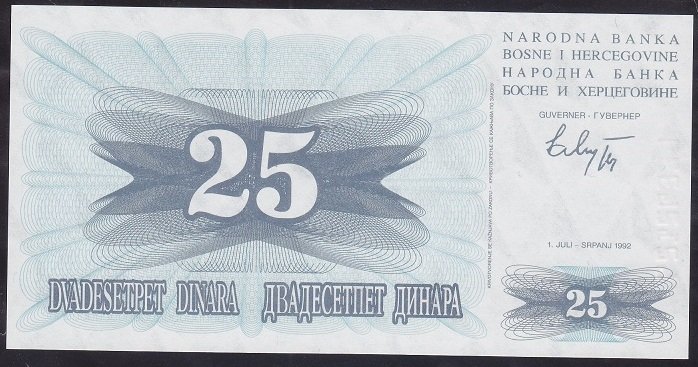 NARODNA BANKA
BOSNE I HERCEGOVINE
НАРОДНА БАНКА
БОСНЕ И ХЕРЦЕГОВИНЕ
GUVERNER - ГУВЕРНЕР
1. JULI – SRPANJ 1992
25
DVADESETPET DINARA ДВАДЕСЕТПЕТ ДИНАРА
25